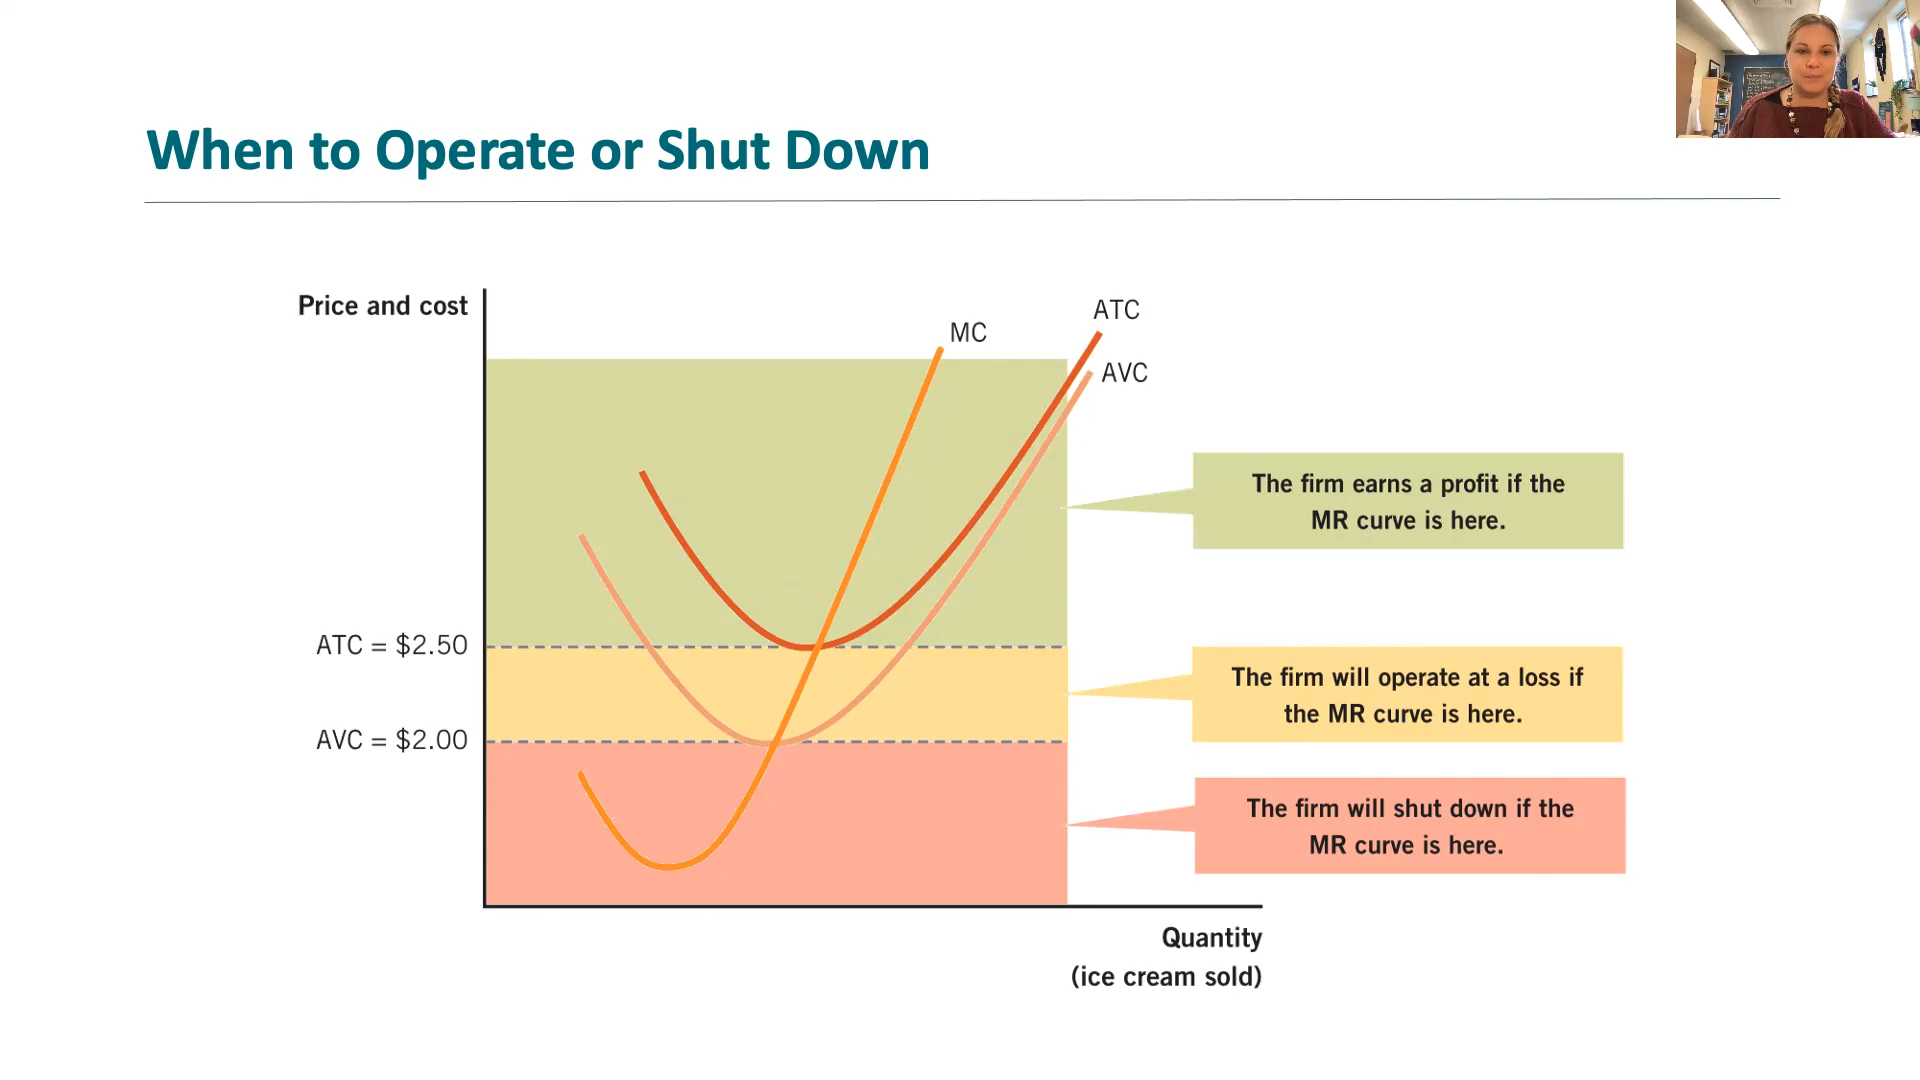 When to Operate or Shut Down
Price and cost
MC
ATC
AVC
The firm earns a profit if the
MR curve is here.
ATC = $2.50
The firm will operate at a loss if
the MR curve is here.
AVC = $2.00
The firm will shut down if the
MR curve is here.
Quantity
(ice cream sold)